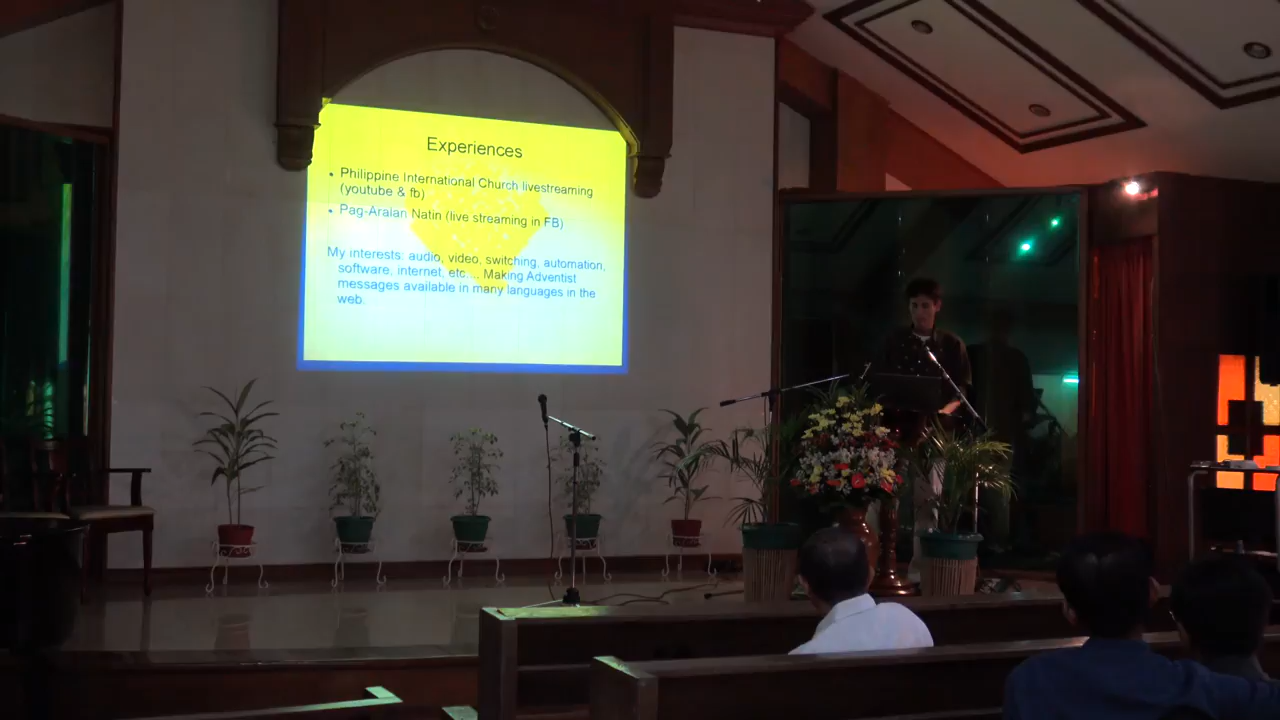 Experiences
• Philippine International Church livestreaming
(youtube & fb)
• Pag-Aralan Natin (live streaming in FB)
My interests: audio, video, switching, automation,
software, internet, etc.... Making Adventist
messages available in many languages in the
web.